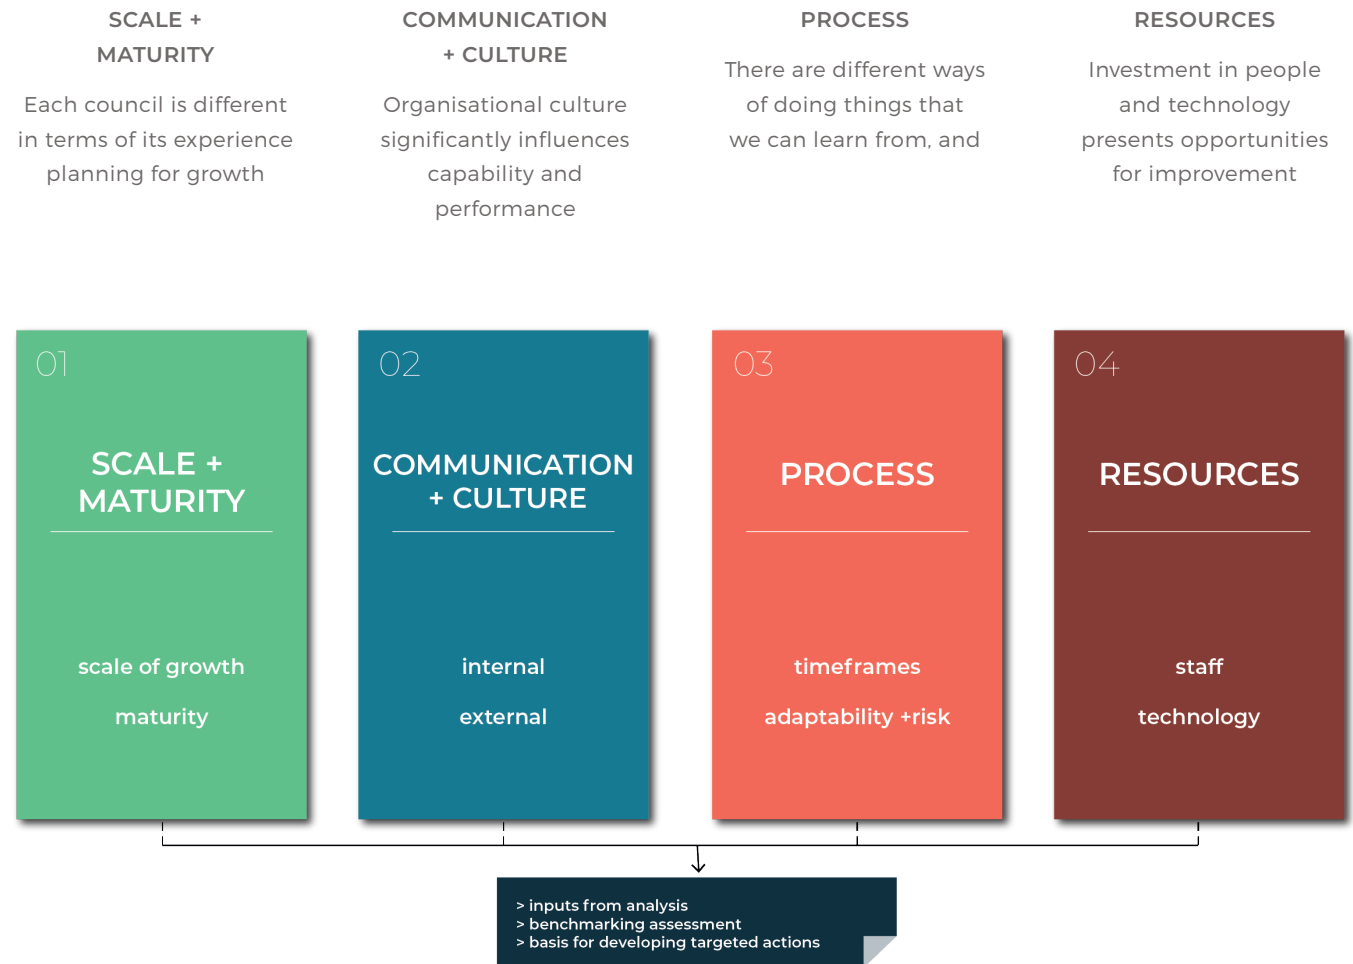 SCALE +
MATURITY
Each council is different
in terms of its experience
planning for growth
COMMUNICATION
+ CULTURE
Organisational culture
significantly influences
capability and
performance
PROCESS
There are different ways
of doing things that
we can learn from, and
RESOURCES
Investment in people
and technology
presents opportunities
for improvement
01
SCALE +
MATURITY
scale of growth
maturity
02
COMMUNICATION
+ CULTURE
internal
external
03
PROCESS
timeframes
adaptability +risk
04
RESOURCES
staff
technology
> inputs from analysis
> benchmarking assessment
> basis for developing targeted actions